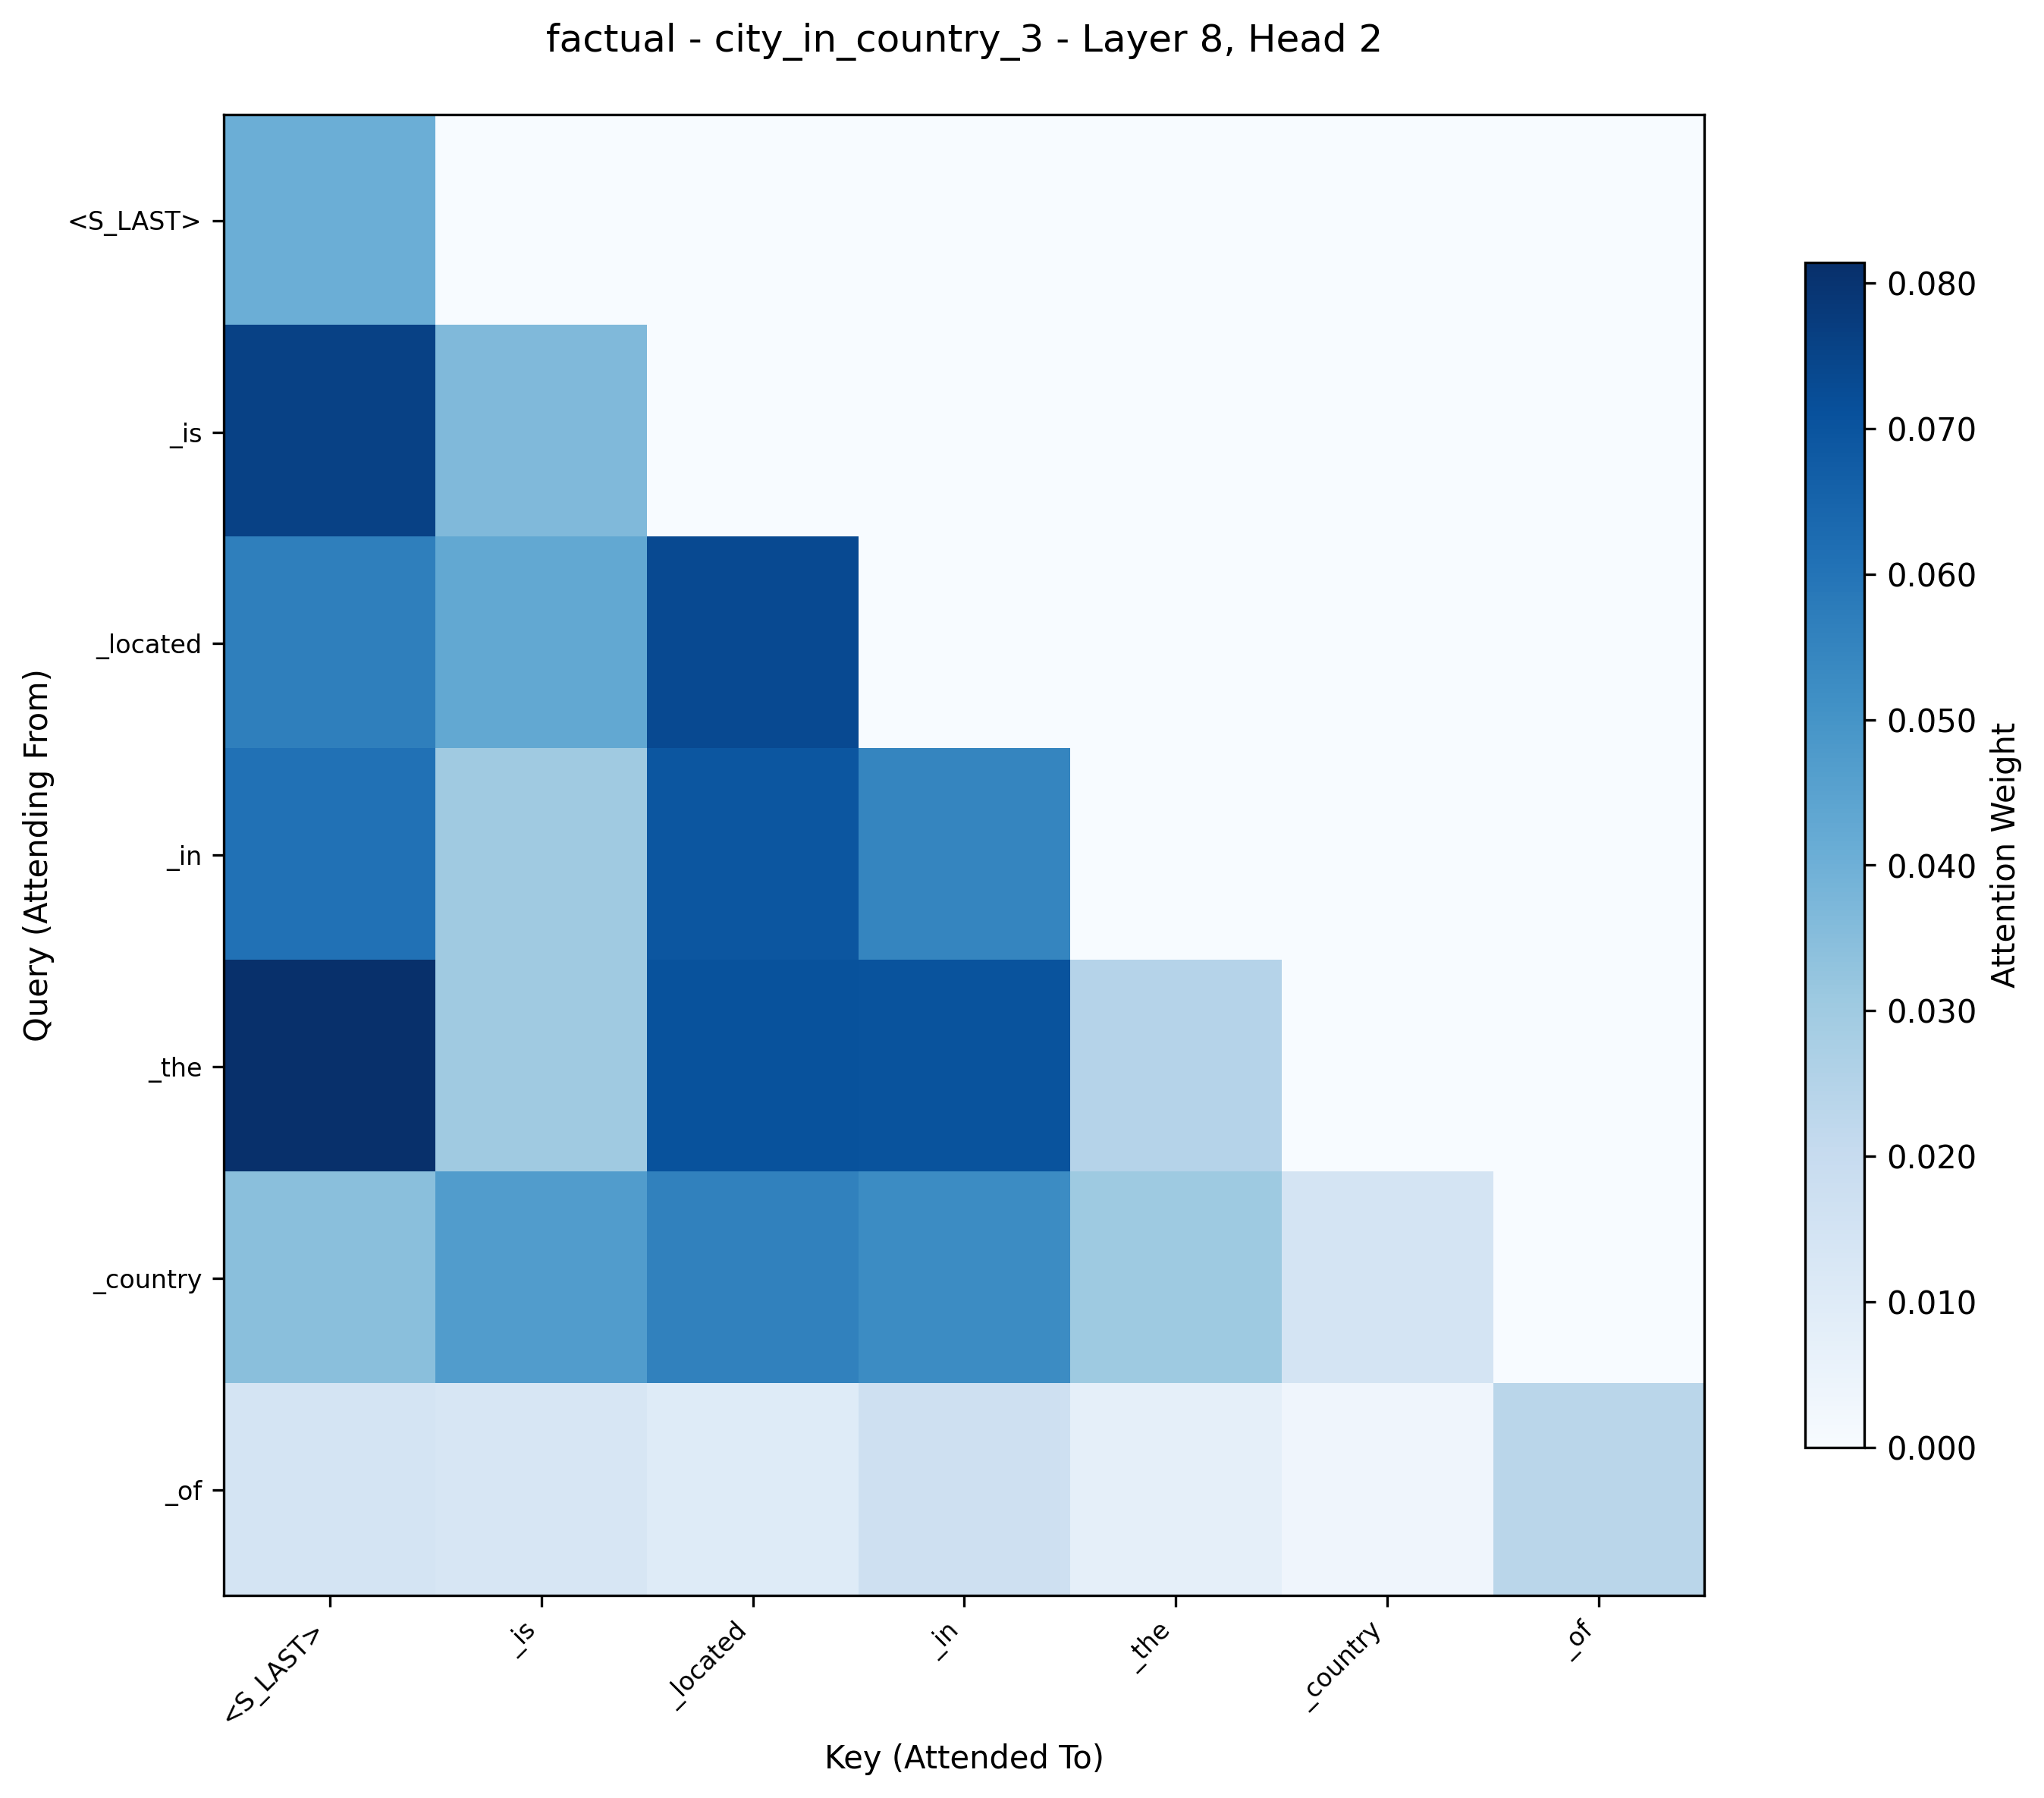 factual - city_in_country_3 - Layer 8, Head 2
Query (Attending From)
<S_LAST>
_is
_located
_in
_the
_country
_of
<S_LAST>
_is
_located
_in
_the
_country
_of
Key (Attended To)
0.080
0.070
0.060
0.050
0.040
0.030
0.020
0.010
0.000
Attention Weight